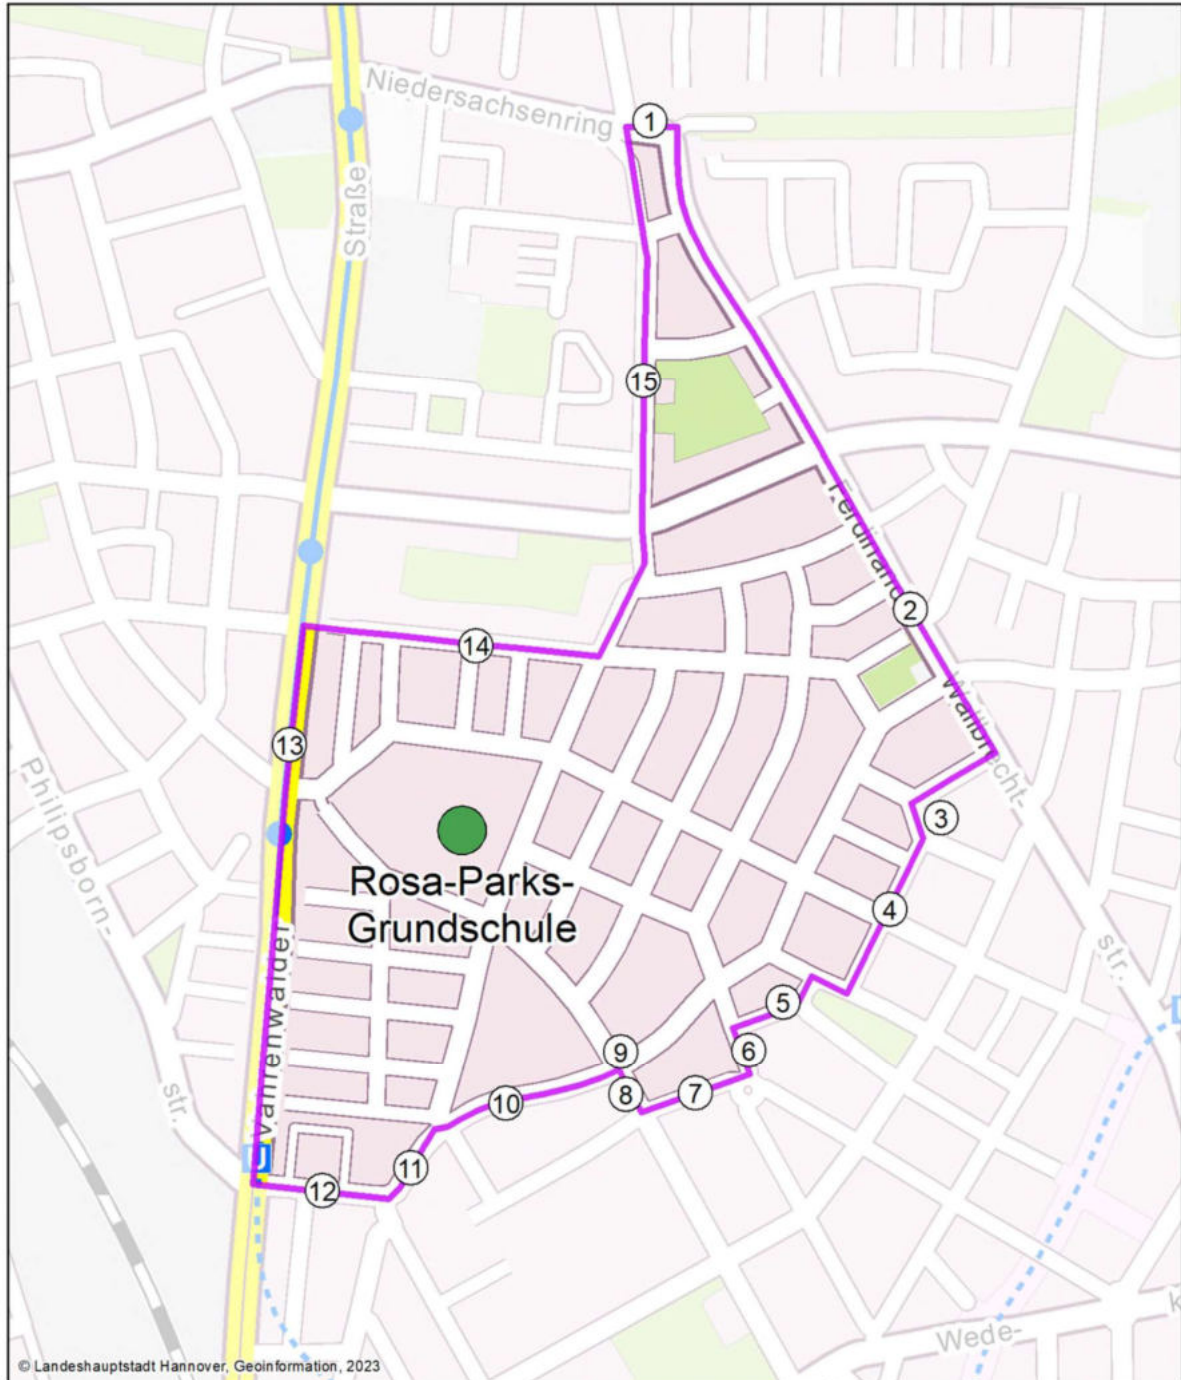 Niedersachsenring
1
Straße
15
Ferdinand-
2
14
Wallbrecht-
13
3
Philipsborn-
Rosa-Parks-
Grundschule
4
str.
Vahrenwalder
5
9
6
8
7
10
str.
11
12
Wede-
k
© Landeshauptstadt Hannover, Geoinformation, 2023